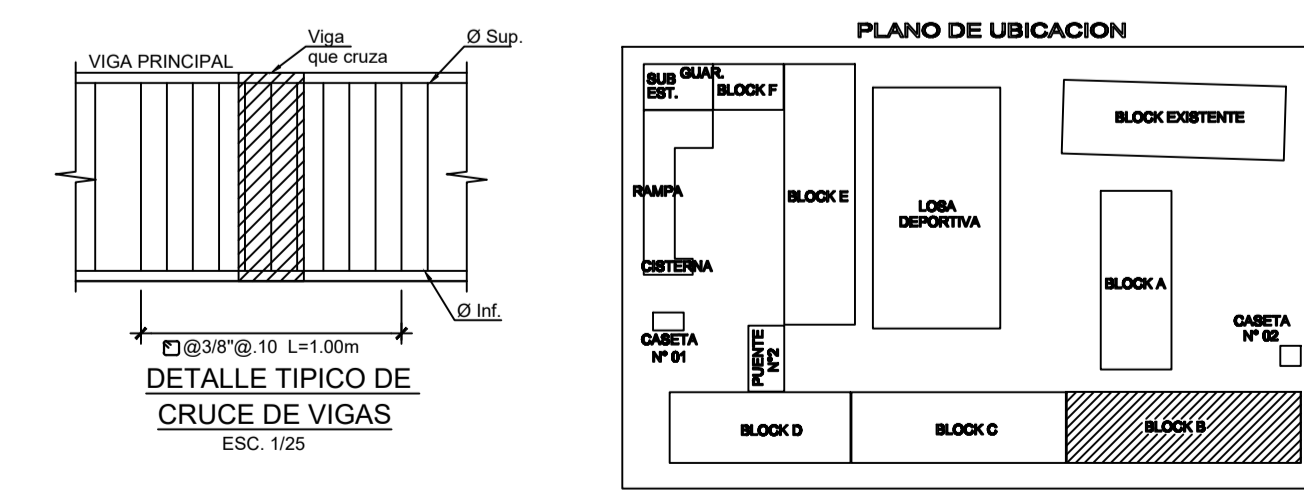 Viga
que cruza
Ø Sup.
VIGA PRINCIPAL
Ø Inf.
@3/8"@.10 L=1.00m
DETALLE TIPICO DE
CRUCE DE VIGAS
ESC. 1/25
PLANO DE UBICACION
SUB
EST.
GUAR.
BLOCK F
BLOCK EXISTENTE
RAMPA
BLOCK E
LOSA
DEPORTIVA
CISTERNA
BLOCK A
CASETA
N° 01
PUENTE
N°2
CASETA
N° 02
BLOCK D
BLOCK C
BLOCK B